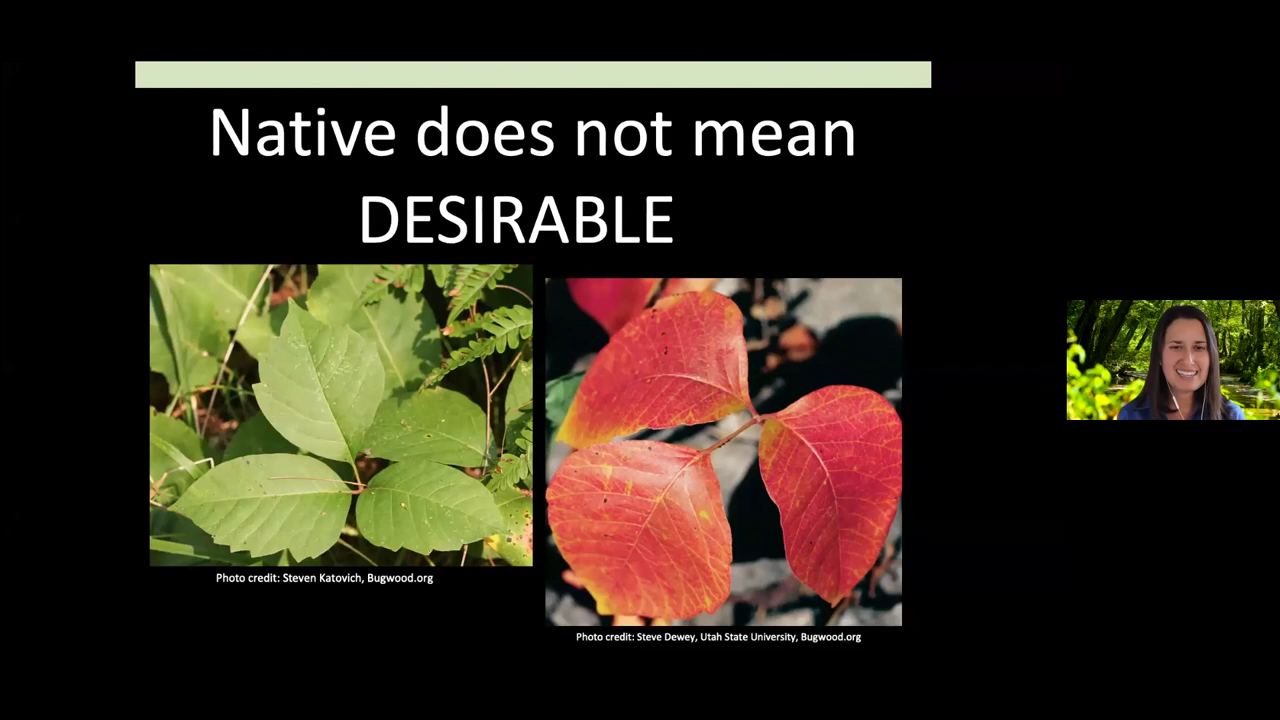 Native does not mean
DESIRABLE
Photo credit: Steven Katovich, Bugwood.org
Photo credit: Steve Dewey, Utah State University, Bugwood.org